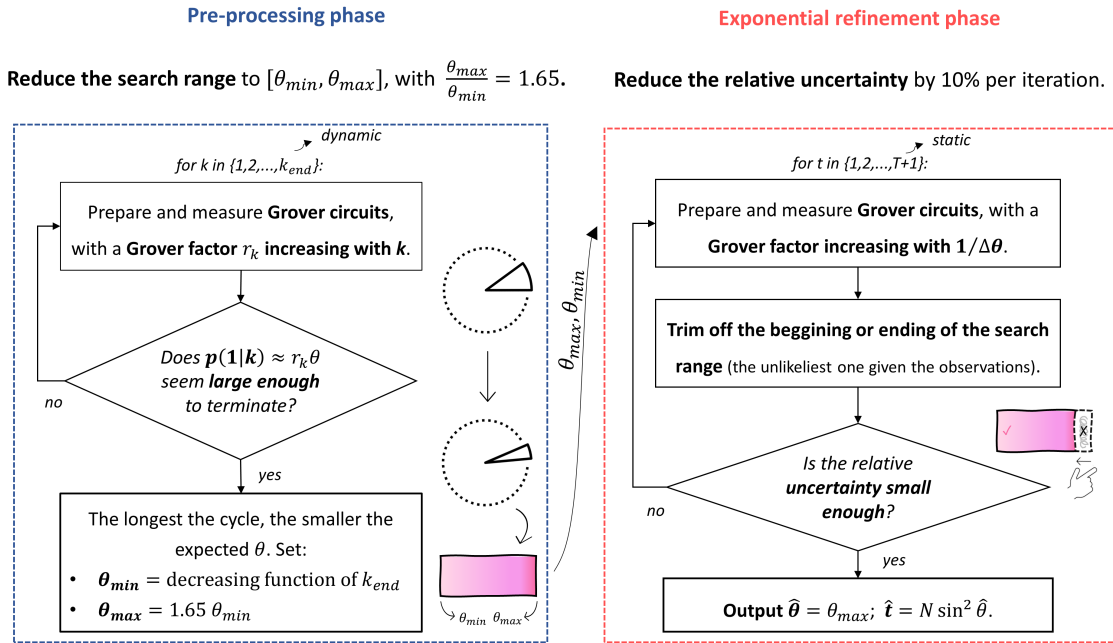 Pre-processing phase
Reduce the search range to [θ_min, θ_max], with θ_max/θ_min = 1.65.
dynamic
for k in {1,2,...,k_end}:
Prepare and measure Grover circuits,
with a Grover factor r_k increasing with k.
Does p(1|k) ≈ r_kθ
seem large enough
to terminate?
no
yes
The longest the cycle, the smaller the
expected θ. Set:
• θ_min = decreasing function of k_end
• θ_max = 1.65 θ_min
θ_min θ_max
θ_max, θ_min
Exponential refinement phase
Reduce the relative uncertainty by 10% per iteration.
static
for t in {1,2,...,T+1}:
Prepare and measure Grover circuits, with a
Grover factor increasing with 1/Δθ.
Trim off the beggining or ending of the search
range (the unlikeliest one given the observations).
✓
X
Is the relative
uncertainty small
enough?
no
yes
Output θ̂ = θ_max; t̂ = N sin² θ̂.